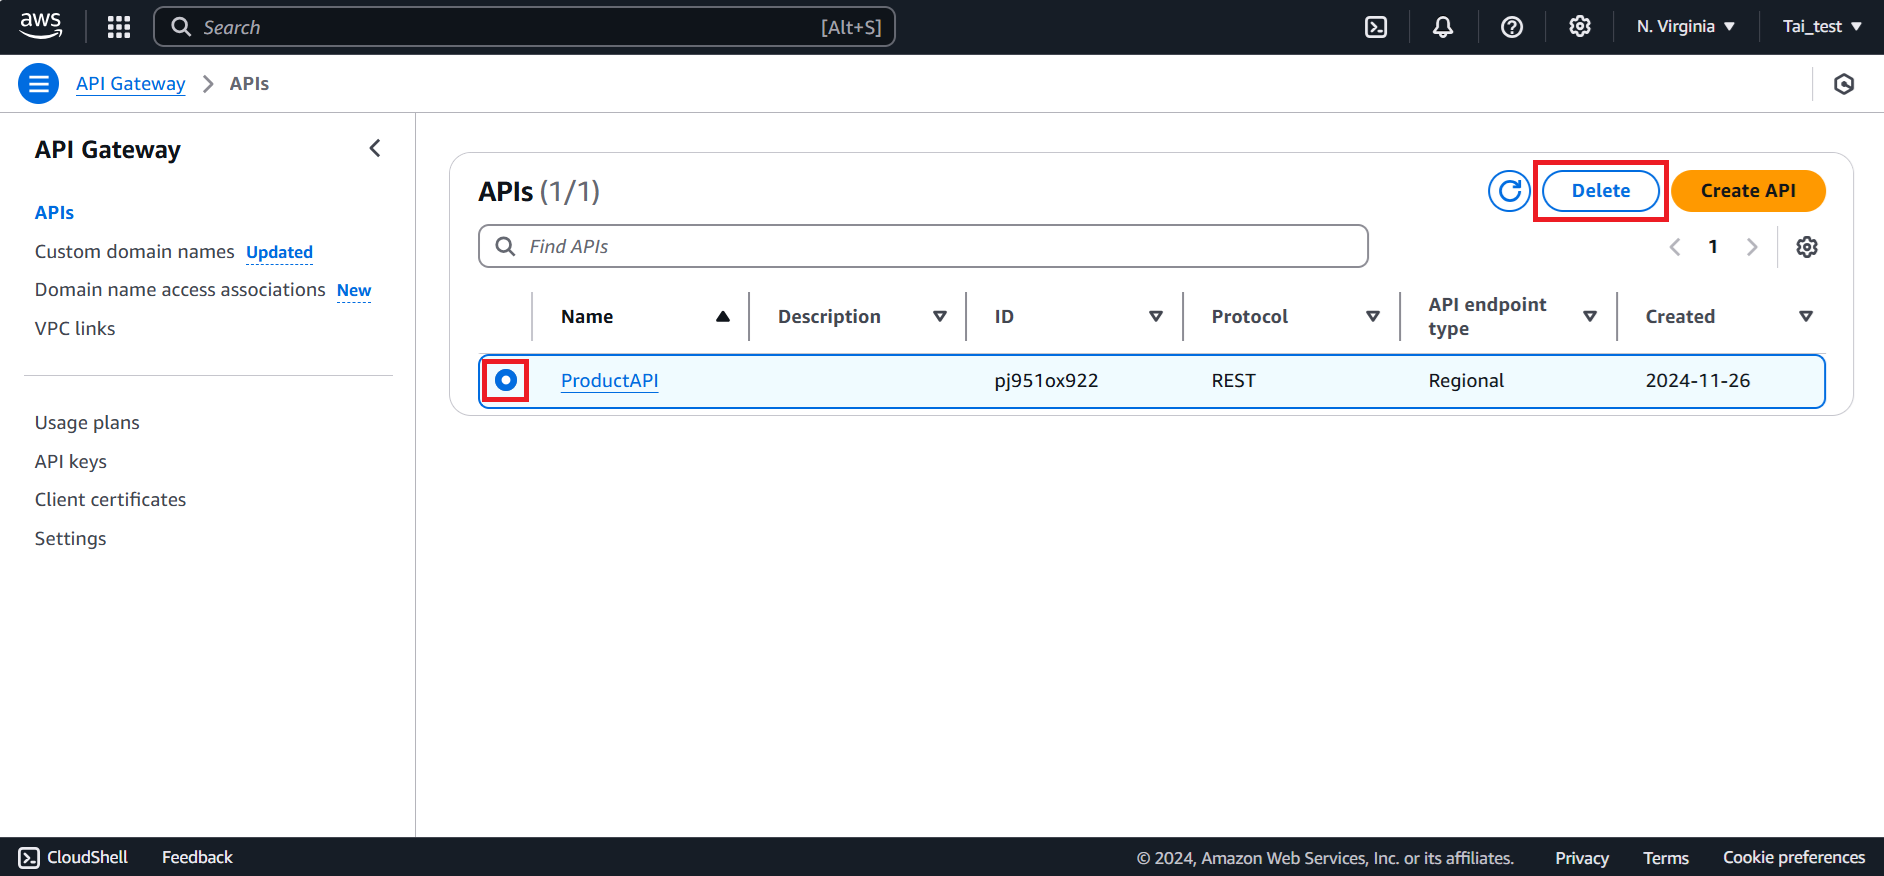 aws
Search [Alt+S]
N. Virginia
Tai_test
API Gateway
APIs
API Gateway
APIs
Custom domain names Updated
Domain name access associations New
VPC links
Usage plans
API keys
Client certificates
Settings
APIs (1/1)
Delete
Create API
Find APIs
1
Name
Description
ID
Protocol
API endpoint
type
Created
ProductAPI
pj951ox922
REST
Regional
2024-11-26
CloudShell
Feedback
© 2024, Amazon Web Services, Inc. or its affiliates.
Privacy
Terms
Cookie preferences